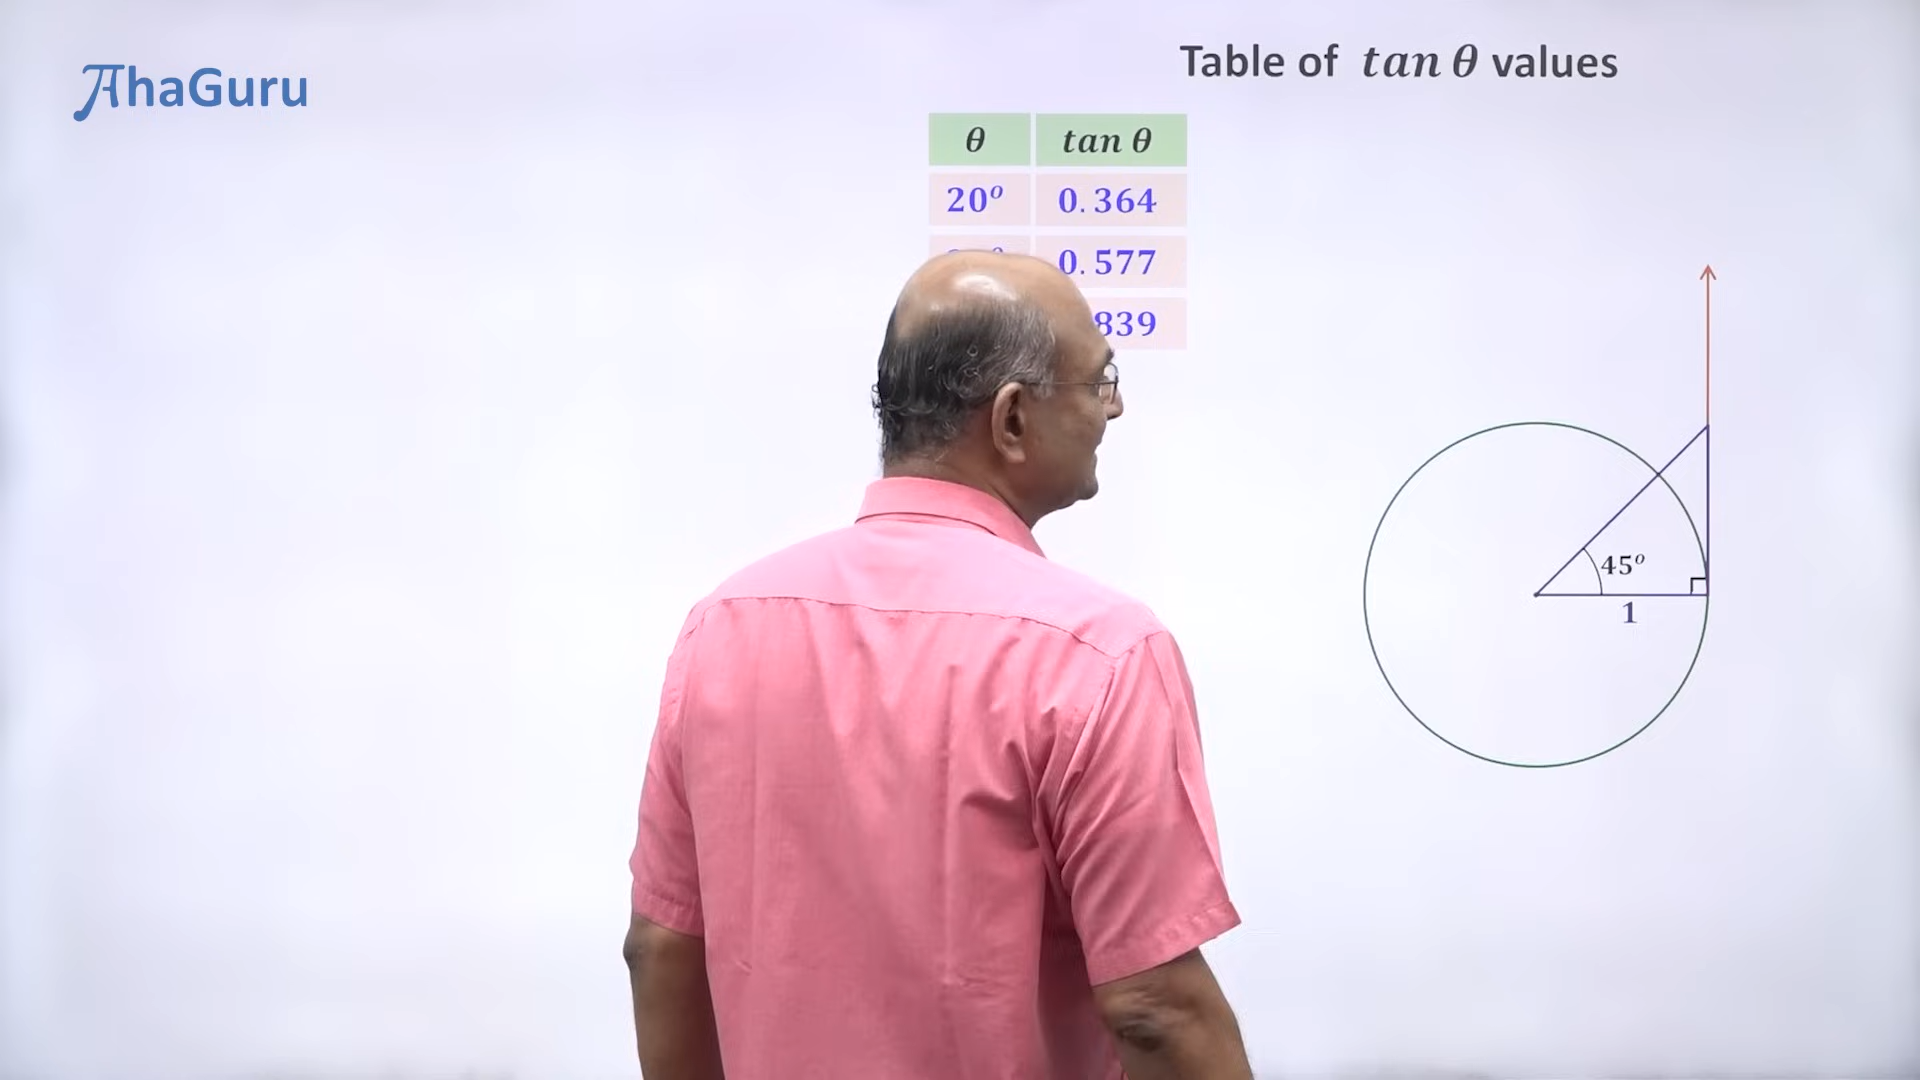 AhaGuru
Table of tan θ values
θ tan θ
20° 0.364
0.577
839
45°
1